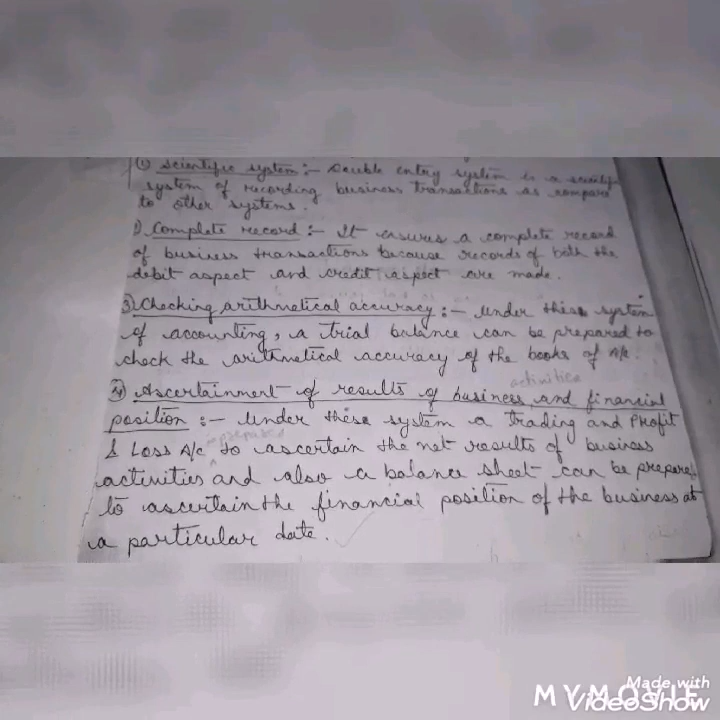 ① Scientific system :- Double entry system is a scientific
system of recording business transactions as compare
to other systems.
2) Complete record :- It ensures a complete record
of business transactions because records of both the
debit aspect and credit aspect are made.
③ Checking arithmetical accuracy :- Under these system
of accounting, a trial balance can be prepared to
check the arithmetical accuracy of the books of A/c.
activities
④ Ascertainment of results of business and financial
position :- Under these system a Trading and Profit
& Loss A/c is prepared to ascertain the net results of business
activities and also a balance sheet can be prepared
to ascertain the financial position of the business at
a particular date.
Made with
MYMOVIE
VideoShow